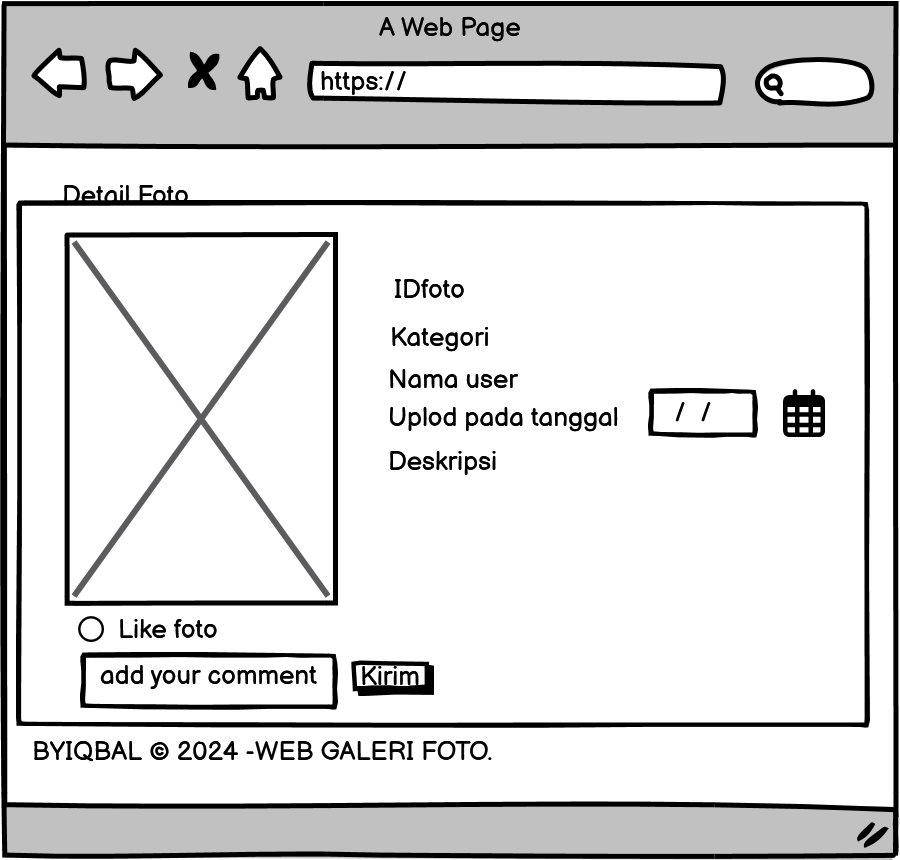 A Web Page
https://
Detail Foto
IDfoto
Kategori
Nama user
Uplod pada tanggal / /
Deskripsi
Like foto
add your comment Kirim
BYIQBAL © 2024 -WEB GALERI FOTO.